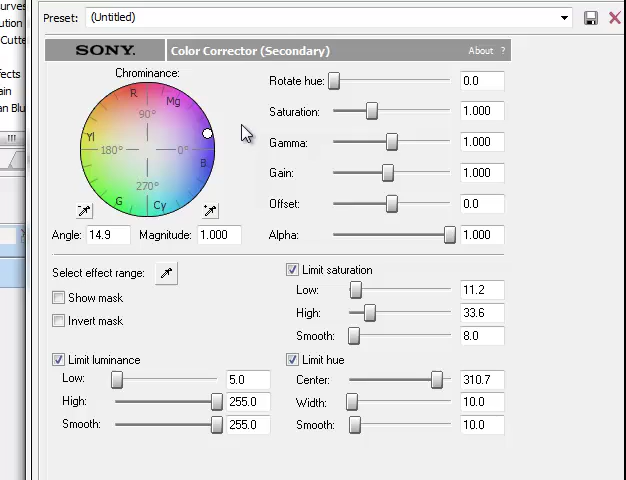 Preset: (Untitled)
SONY. Color Corrector (Secondary) About ?
Chrominance:
R
Mg
90°
Yl
180°
0°
B
270°
G
Cy
Angle: 14.9 Magnitude: 1.000
Rotate hue: 0.0
Saturation: 1.000
Gamma: 1.000
Gain: 1.000
Offset: 0.0
Alpha: 1.000
Select effect range:
Show mask
Invert mask
Limit saturation
Low: 11.2
High: 33.6
Smooth: 8.0
Limit luminance
Low: 5.0
High: 255.0
Smooth: 255.0
Limit hue
Center: 310.7
Width: 10.0
Smooth: 10.0
urves
ution
Cutte
fects
ain
an Blu